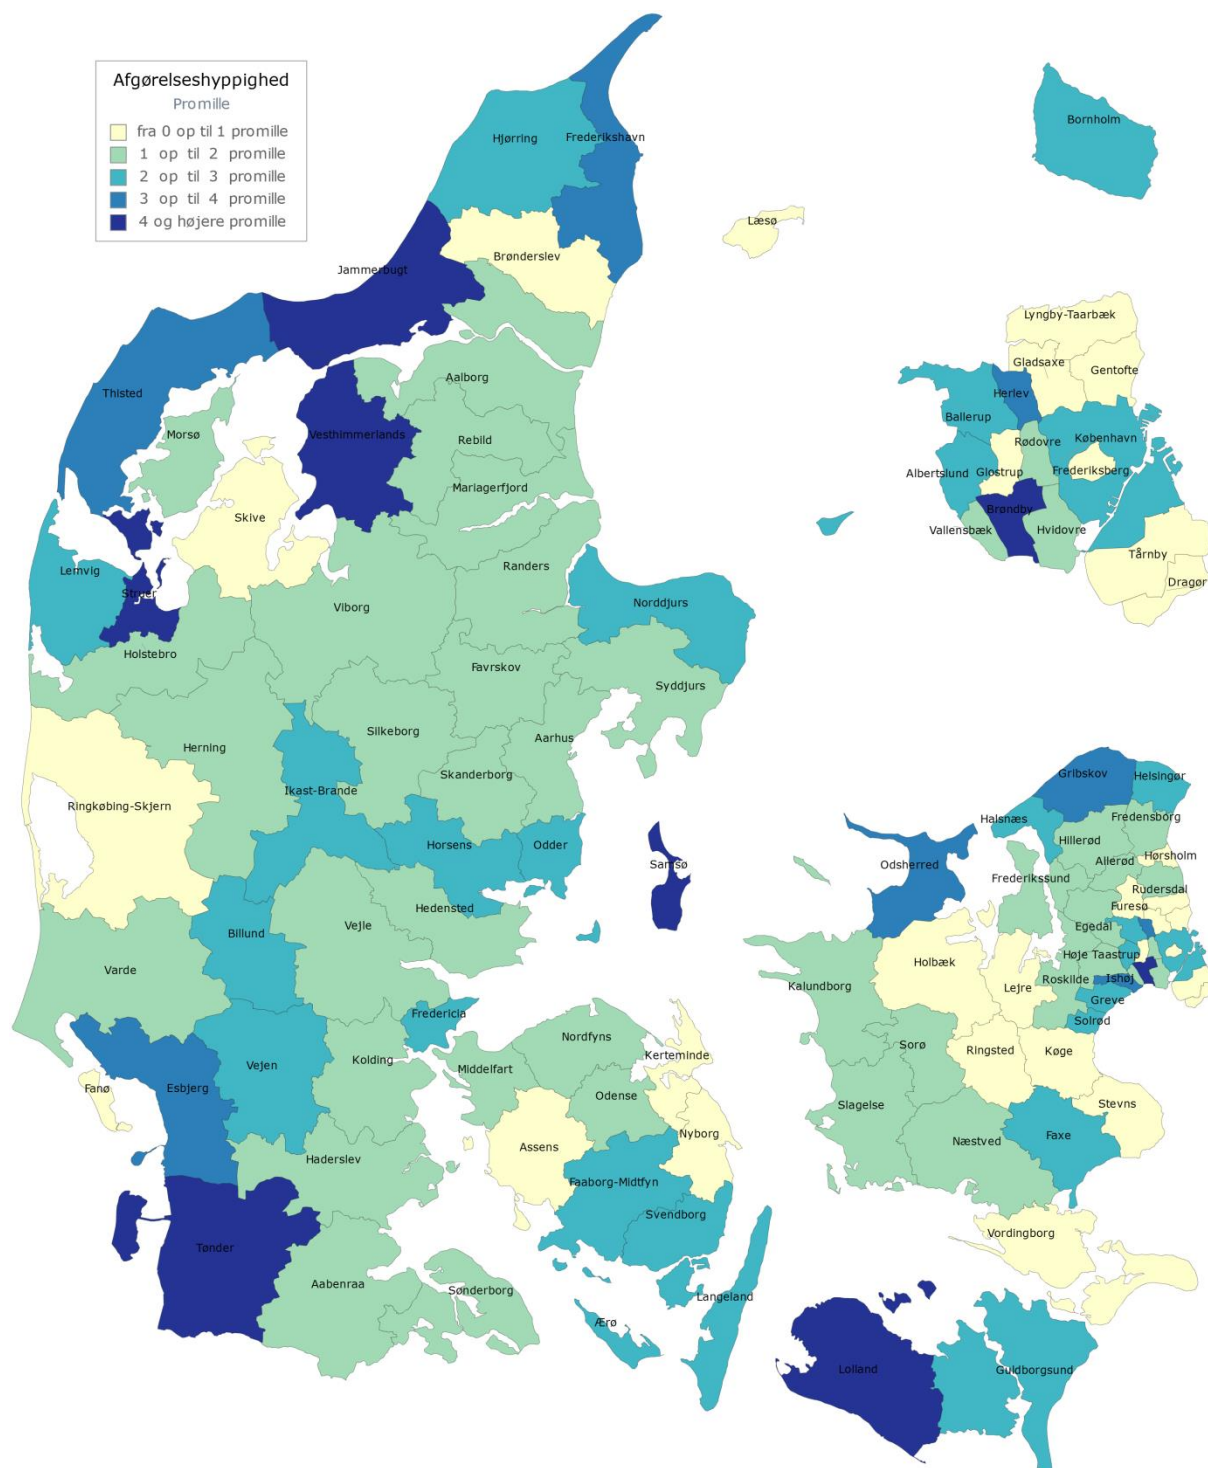 Afgørelseshyppighed
Promille
fra 0 op til 1 promille
1 op til 2 promille
2 op til 3 promille
3 op til 4 promille
4 og højere promille
Hjørring
Frederikshavn
Bornholm
Læsø
Brønderslev
Jammerbugt
Lyngby-Taarbæk
Gladsaxe
Gentofte
Aalborg
Thisted
Herlev
Ballerup
Morsø
Vesthimmerlands
Rebild
Rødovre
København
Albertslund
Glostrup
Frederiksberg
Mariagerfjord
Skive
Brøndby
Vallensbæk
Hvidovre
Tårnby
Dragør
Lemvig
Struer
Randers
Viborg
Norddjurs
Holstebro
Favrskov
Syddjurs
Herning
Silkeborg
Aarhus
Skanderborg
Ikast-Brande
Ringkøbing-Skjern
Horsens
Odder
Samsø
Gribskov
Helsingør
Halsnæs
Fredensborg
Hillerød
Odsherred
Allerød
Hørsholm
Frederikssund
Rudersdal
Furesø
Hedensted
Billund
Vejle
Egedal
Varde
Holbæk
Høje Taastrup
Kalundborg
Lejre
Roskilde
Ishøj
Greve
Fredericia
Solrød
Nordfyns
Kerteminde
Kolding
Vejen
Middelfart
Sorø
Ringsted
Køge
Fanø
Esbjerg
Odense
Slagelse
Stevns
Nyborg
Assens
Næstved
Faxe
Haderslev
Faaborg-Midtfyn
Svendborg
Vordingborg
Tønder
Aabenraa
Sønderborg
Langeland
Ærø
Lolland
Guldborgsund